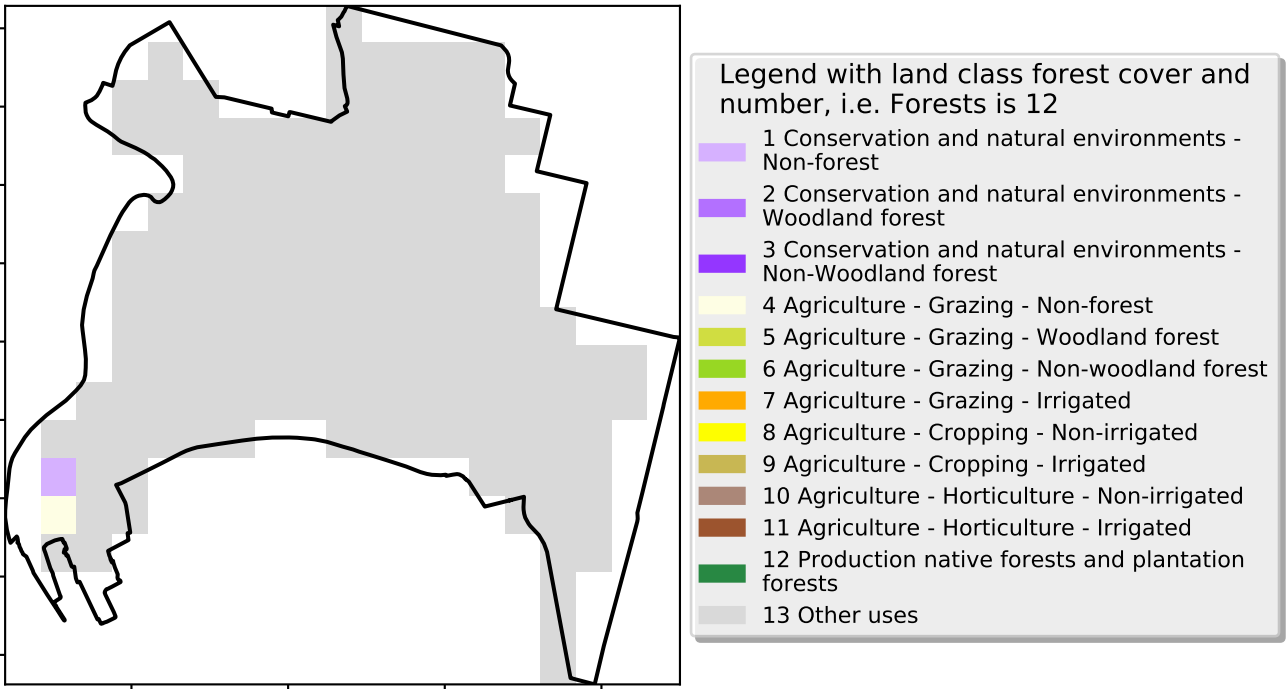 Legend with land class forest cover and
number, i.e. Forests is 12
1 Conservation and natural environments -
Non-forest
2 Conservation and natural environments -
Woodland forest
3 Conservation and natural environments -
Non-Woodland forest
4 Agriculture - Grazing - Non-forest
5 Agriculture - Grazing - Woodland forest
6 Agriculture - Grazing - Non-woodland forest
7 Agriculture - Grazing - Irrigated
8 Agriculture - Cropping - Non-irrigated
9 Agriculture - Cropping - Irrigated
10 Agriculture - Horticulture - Non-irrigated
11 Agriculture - Horticulture - Irrigated
12 Production native forests and plantation
forests
13 Other uses